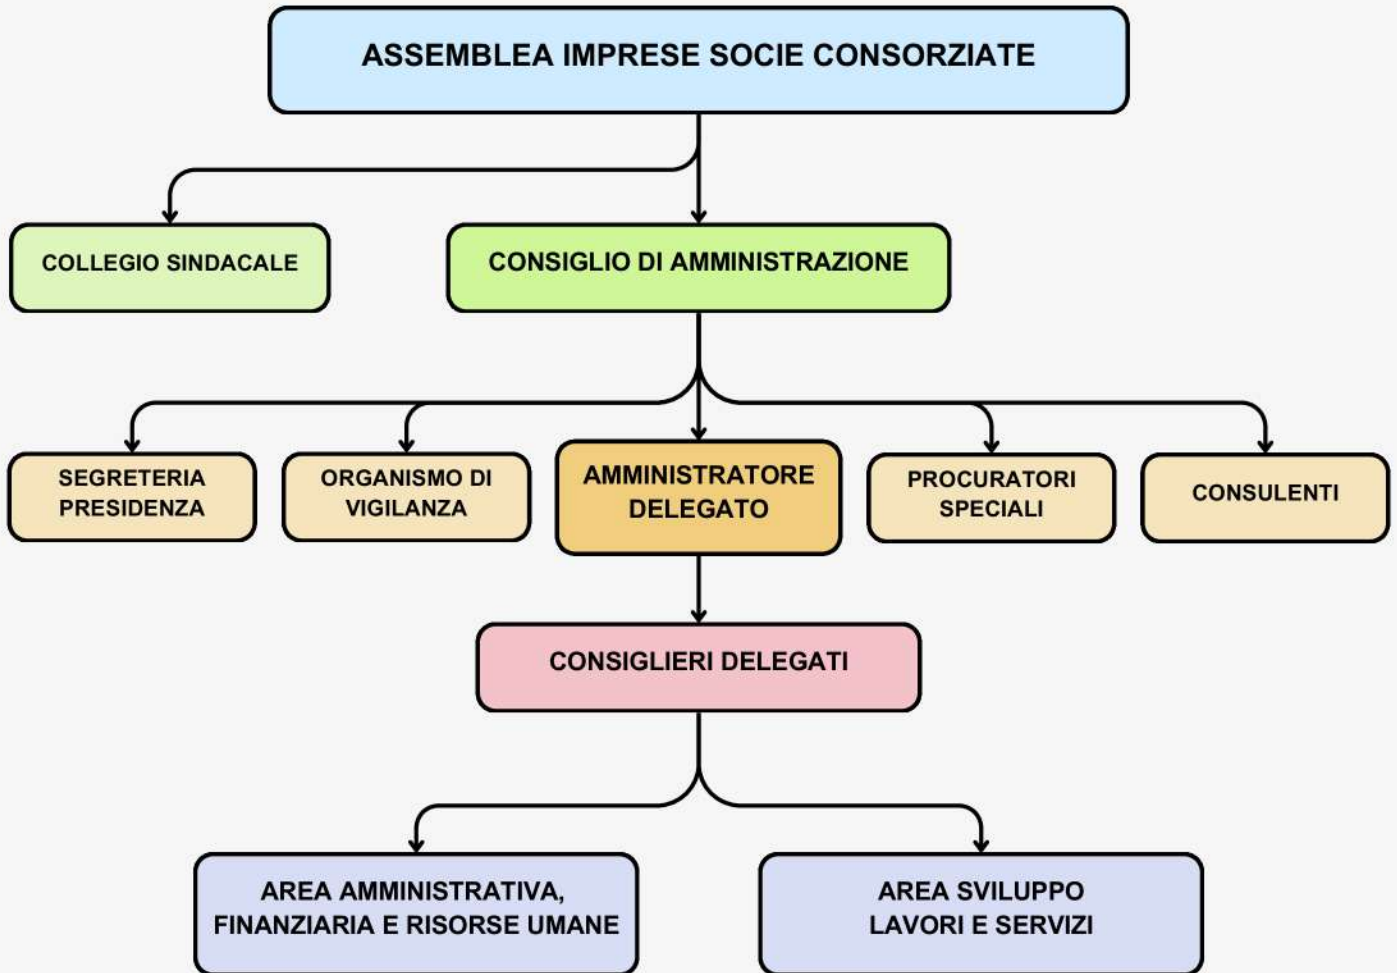 ASSEMBLEA IMPRESE SOCIE CONSORZIATE
COLLEGIO SINDACALE
CONSIGLIO DI AMMINISTRAZIONE
SEGRETERIA
PRESIDENZA
ORGANISMO DI
VIGILANZA
AMMINISTRATORE
DELEGATO
PROCURATORI
SPECIALI
CONSULENTI
CONSIGLIERI DELEGATI
AREA AMMINISTRATIVA,
FINANZIARIA E RISORSE UMANE
AREA SVILUPPO
LAVORI E SERVIZI